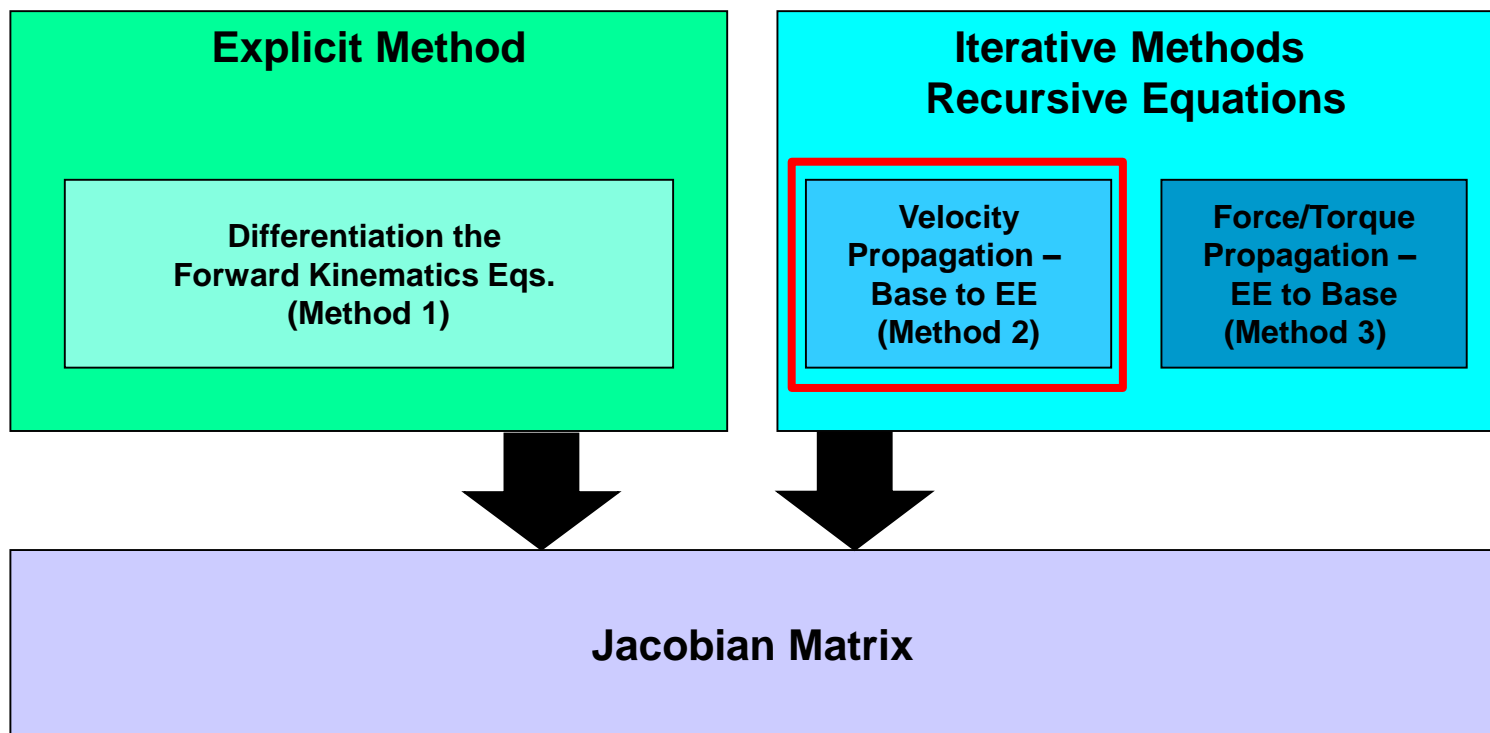 Explicit Method
Differentiation the
Forward Kinematics Eqs.
(Method 1)
Iterative Methods
Recursive Equations
Velocity
Propagation –
Base to EE
(Method 2)
Force/Torque
Propagation –
EE to Base
(Method 3)
Jacobian Matrix